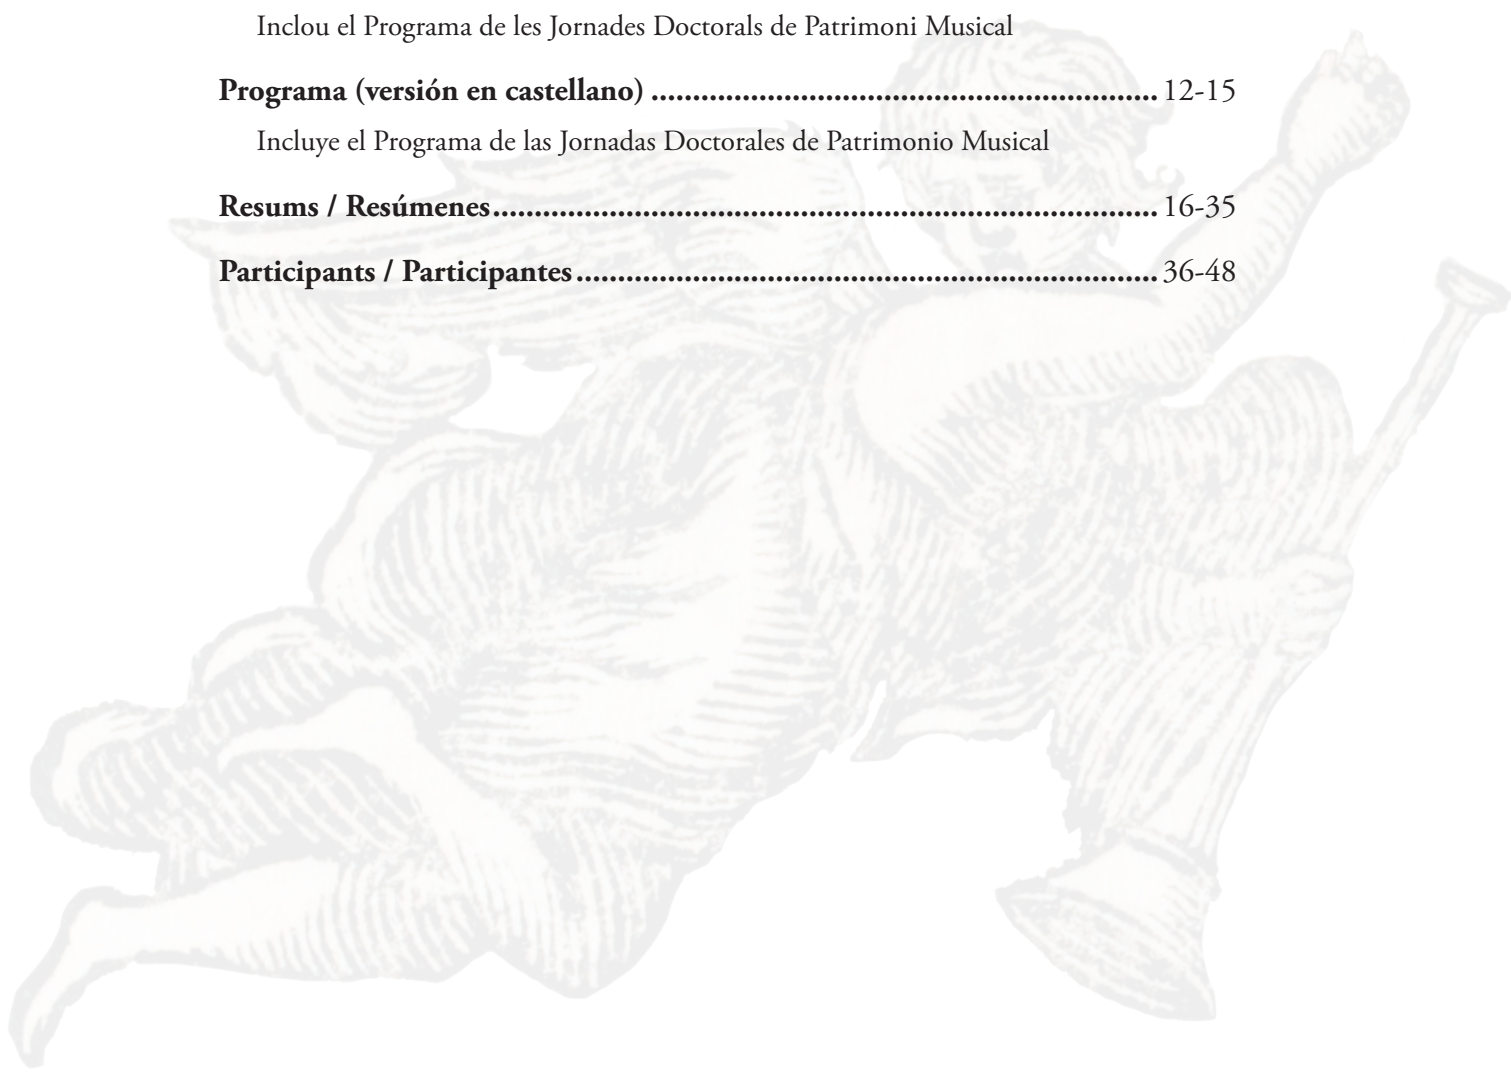 Inclou el Programa de les Jornades Doctorals de Patrimoni Musical
Programa (versión en castellano) .............................................................. 12-15
Incluye el Programa de las Jornadas Doctorales de Patrimonio Musical
Resums / Resúmenes................................................................................. 16-35
Participants / Participantes....................................................................... 36-48